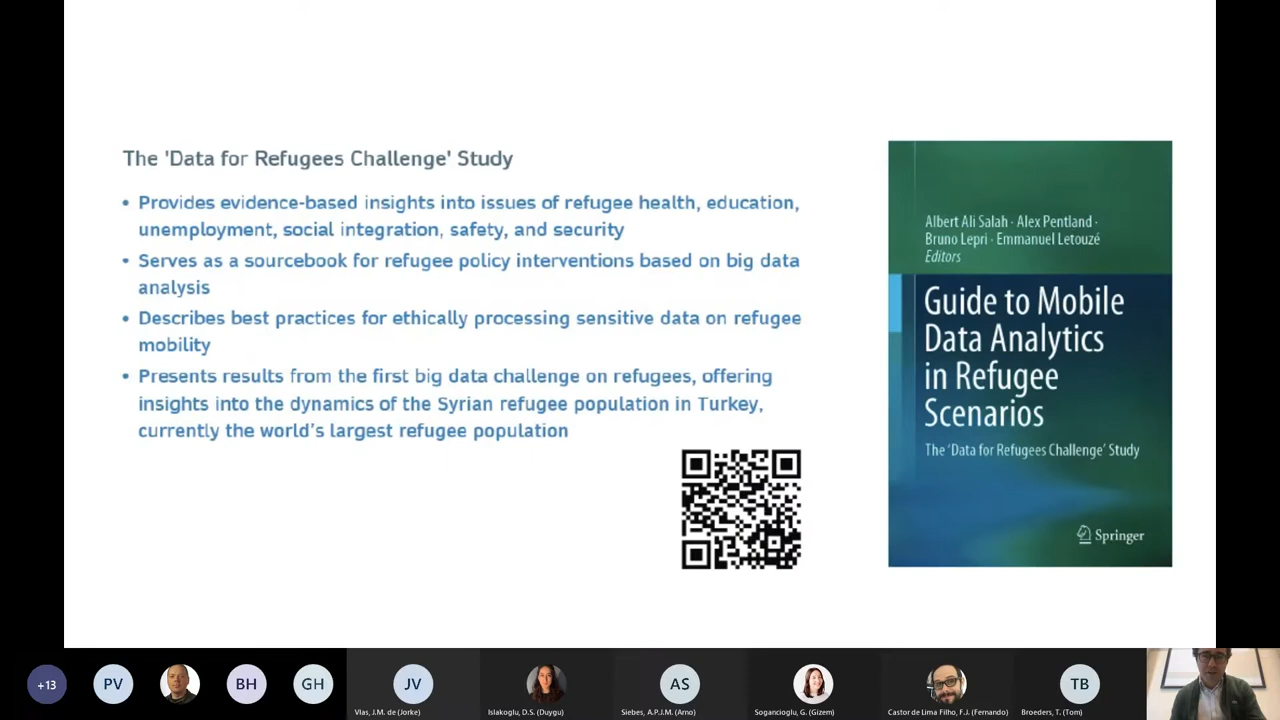 The 'Data for Refugees Challenge' Study
• Provides evidence-based insights into issues of refugee health, education,
unemployment, social integration, safety, and security
• Serves as a sourcebook for refugee policy interventions based on big data
analysis
• Describes best practices for ethically processing sensitive data on refugee
mobility
• Presents results from the first big data challenge on refugees, offering
insights into the dynamics of the Syrian refugee population in Turkey,
currently the world's largest refugee population
Albert Ali Salah · Alex Pentland ·
Bruno Lepri · Emmanuel Letouzé
Editors
Guide to Mobile
Data Analytics
in Refugee
Scenarios
The 'Data for Refugees Challenge' Study
Springer
+13
PV
BH
GH
JV
AS
TB
Vlas, J.M. de (Jorke)
Islakoglu, D.S. (Duygu)
Siebes, A.P.J.M. (Arno)
Sogancioglu, G. (Gizem)
Castor de Lima Filho, F.J. (Fernando)
Broeders, T. (Tom)